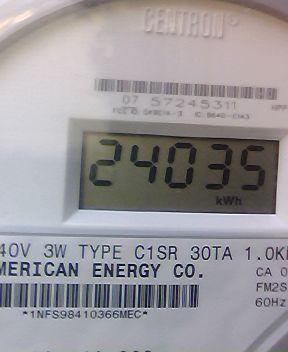 CENTRON
07 57245311
24035
kWh
40V 3W TYPE C1SR 30TA 1.0K
MERICAN ENERGY CO.
CA 0
FM2S
60Hz
*1NFS98410366MEC*